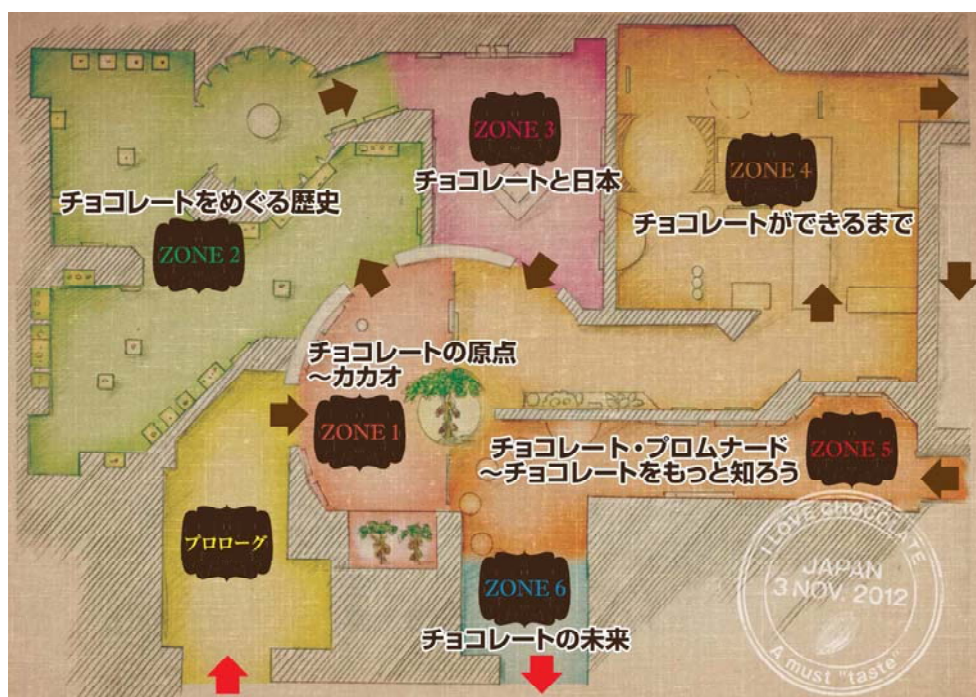 ZONE 3
チョコレートと日本
ZONE 4
チョコレートができるまで
チョコレートをめぐる歴史
ZONE 2
チョコレートの原点
～カカオ
ZONE 1
チョコレート・プロムナード
～チョコレートをもっと知ろう
ZONE 5
プロローグ
ZONE 6
チョコレートの未来
I LOVE CHOCOLATE
JAPAN
3 NOV. 2012
A must "taste"